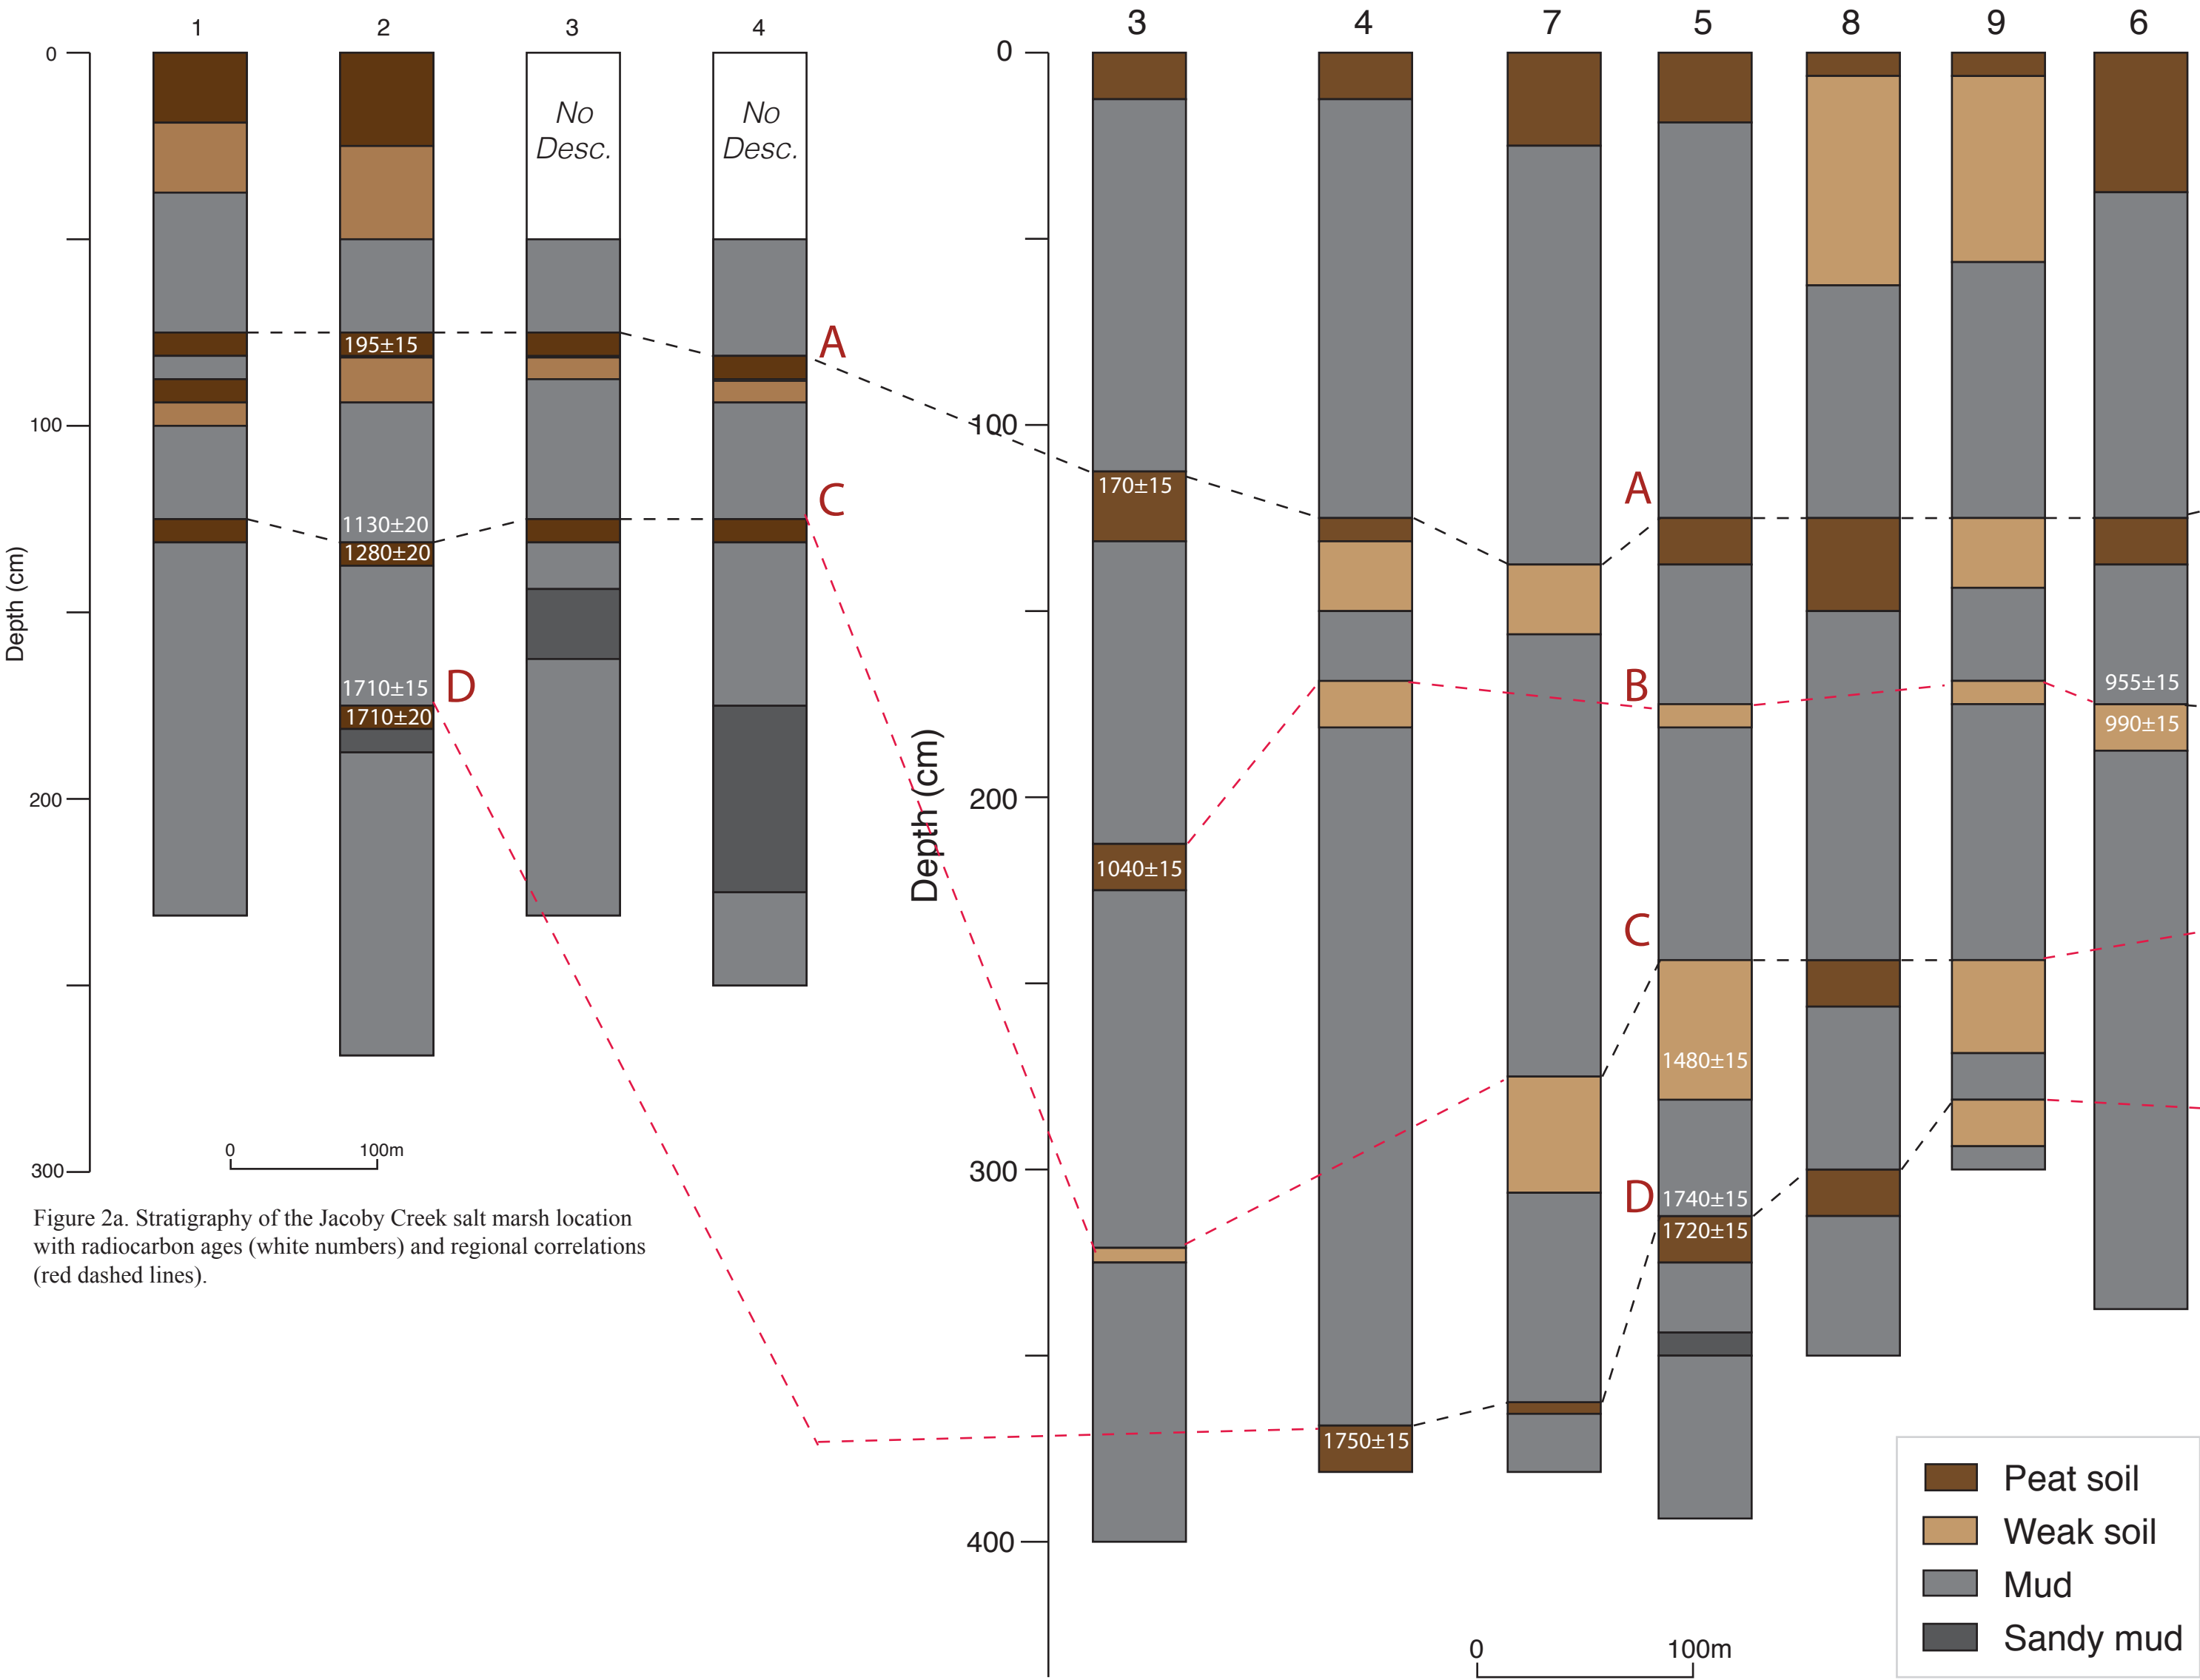 1 2 3 4
3 4 7 5 8 9 6
0
100
200
300
Depth (cm)
No
Desc.
No
Desc.
195±15
1130±20
1280±20
1710±15
1710±20
A
C
D
0 100m
Figure 2a. Stratigraphy of the Jacoby Creek salt marsh location
with radiocarbon ages (white numbers) and regional correlations
(red dashed lines).
0
100
200
300
400
Depth (cm)
170±15
1040±15
1750±15
A
B
C
D
1480±15
1740±15
1720±15
955±15
990±15
0 100m
Peat soil
Weak soil
Mud
Sandy mud